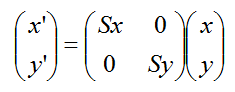 (x') = (Sx 0) (x)
(y') (0 Sy) (y)